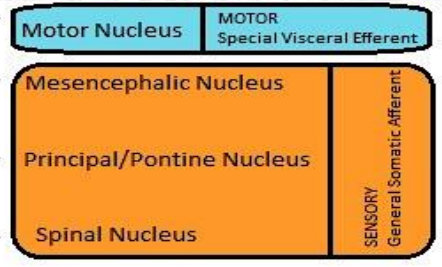 Motor Nucleus
MOTOR
Special Visceral Efferent
Mesencephalic Nucleus
Principal/Pontine Nucleus
Spinal Nucleus
SENSORY
General Somatic Afferent